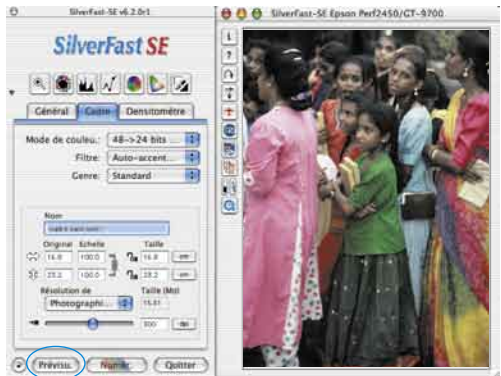 SilverFast-SE v6.2.0r1
SilverFast SE
Général Cadre Densitomètre
Mode de couleu.: 48->24 bits ...
Filtre: Auto-accent...
Genre: Standard
Nom
Original Echelle Taille
16.8 100.0 16.8 cm
23.2 100.0 23.2 cm
Résolution de Taille (Mo)
Photographi...
300 dpi
Prévisu. Numér. Quitter
SilverFast-SE Epson Perf2450/GT-9700